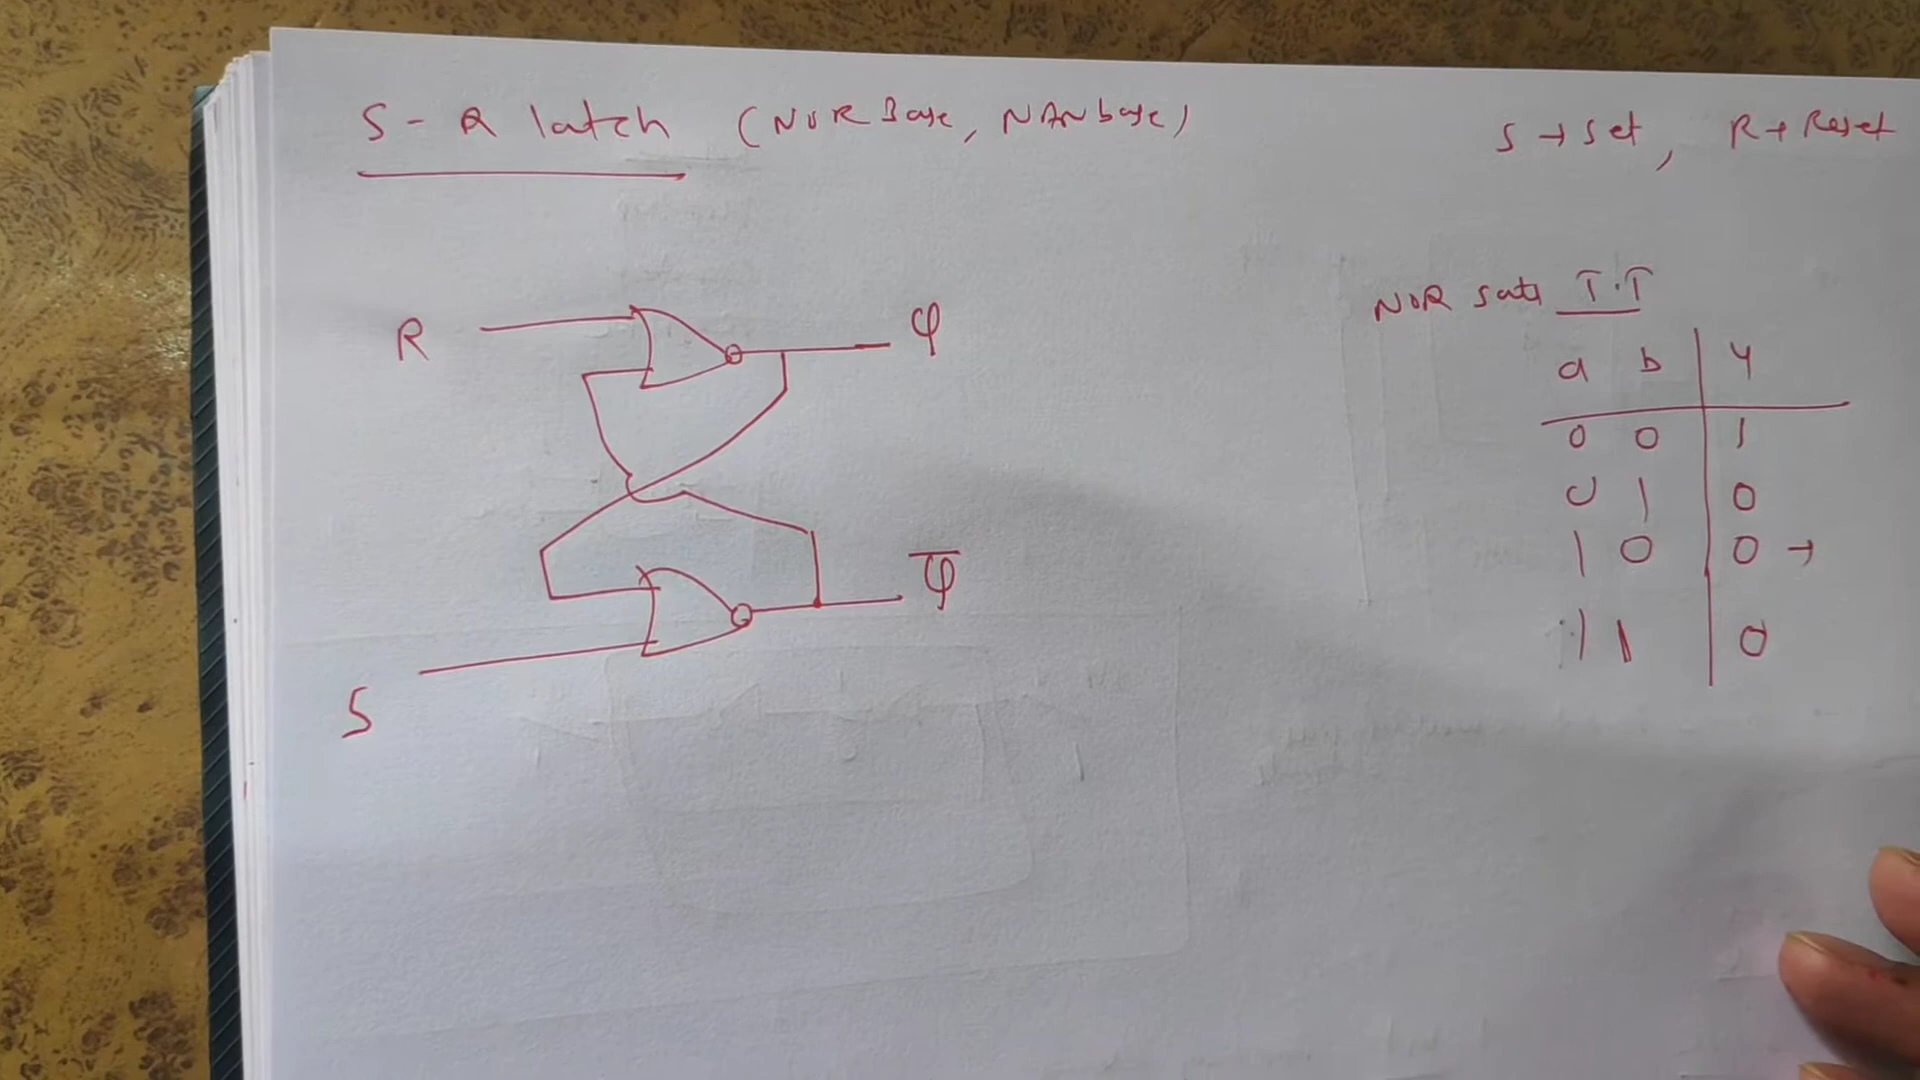 S - R latch (NOR Base, NAN base)
S → Set, R → Reset
NOR Gate T.T
a b y
0 0 1
0 1 0
1 0 0 →
1 1 0
R
Q
Q̅
S